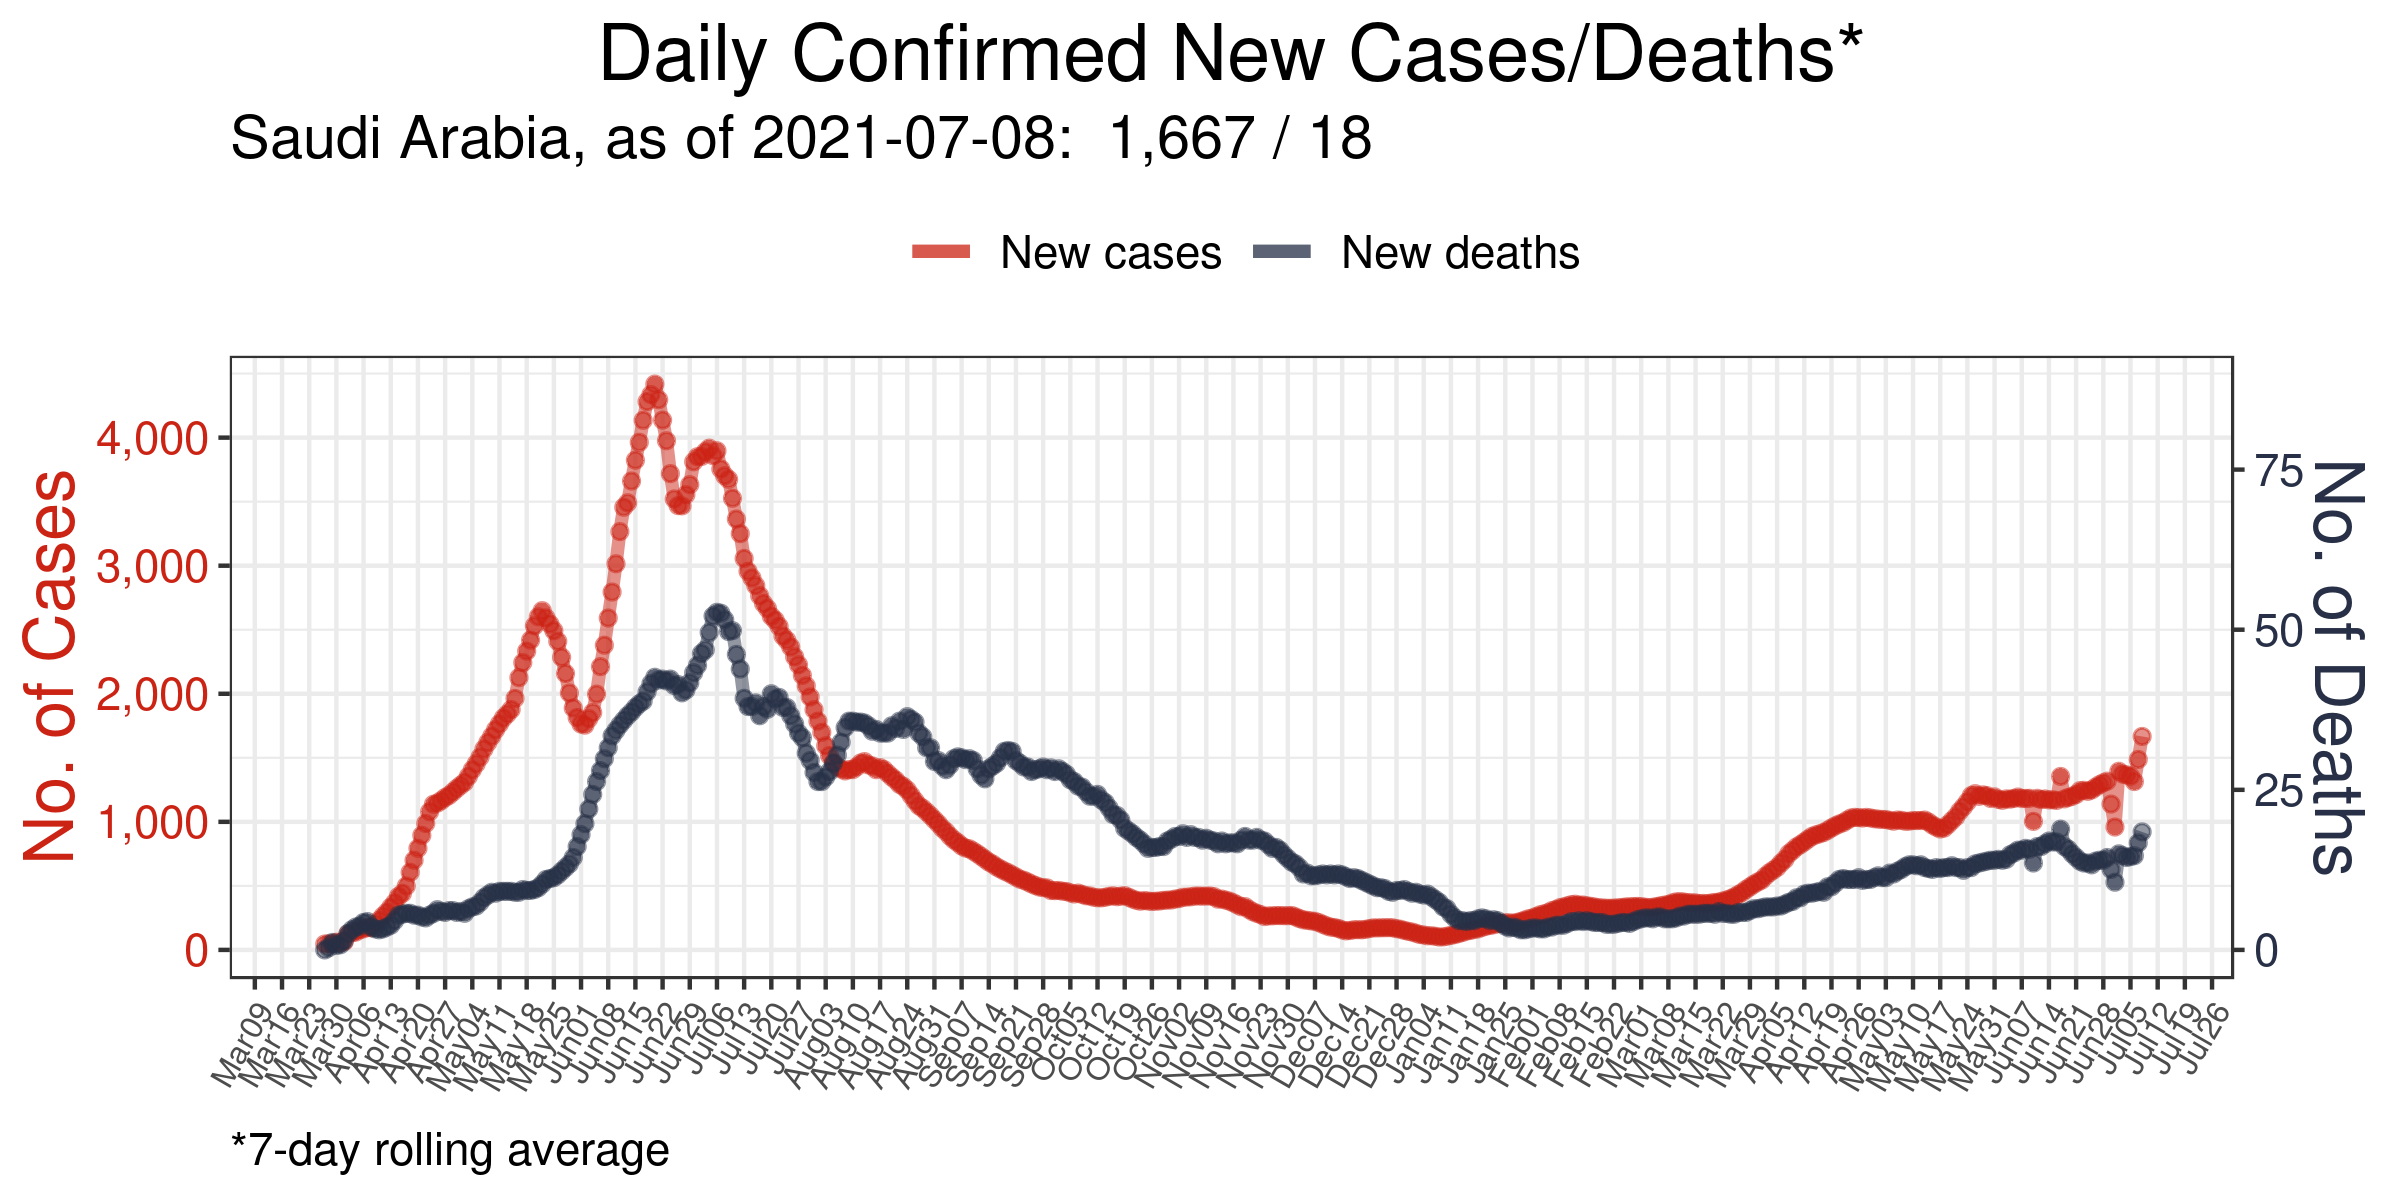 Daily Confirmed New Cases/Deaths*
Saudi Arabia, as of 2021-07-08:  1,667 / 18
New cases
New deaths
No. of Cases
4,000
3,000
2,000
1,000
0
75
50
25
0
No. of Deaths
Mar09
Mar16
Mar23
Mar30
Apr06
Apr13
Apr20
Apr27
May04
May11
May18
May25
Jun01
Jun08
Jun15
Jun22
Jun29
Jul06
Jul13
Jul20
Jul27
Aug03
Aug10
Aug17
Aug24
Aug31
Sep07
Sep14
Sep21
Sep28
Oct05
Oct12
Oct19
Oct26
Nov02
Nov09
Nov16
Nov23
Nov30
Dec07
Dec14
Dec21
Dec28
Jan04
Jan11
Jan18
Jan25
Feb01
Feb08
Feb15
Feb22
Mar01
Mar08
Mar15
Mar22
Mar29
Apr05
Apr12
Apr19
Apr26
May03
May10
May17
May24
May31
Jun07
Jun14
Jun21
Jun28
Jul05
Jul12
Jul19
Jul26
*7-day rolling average